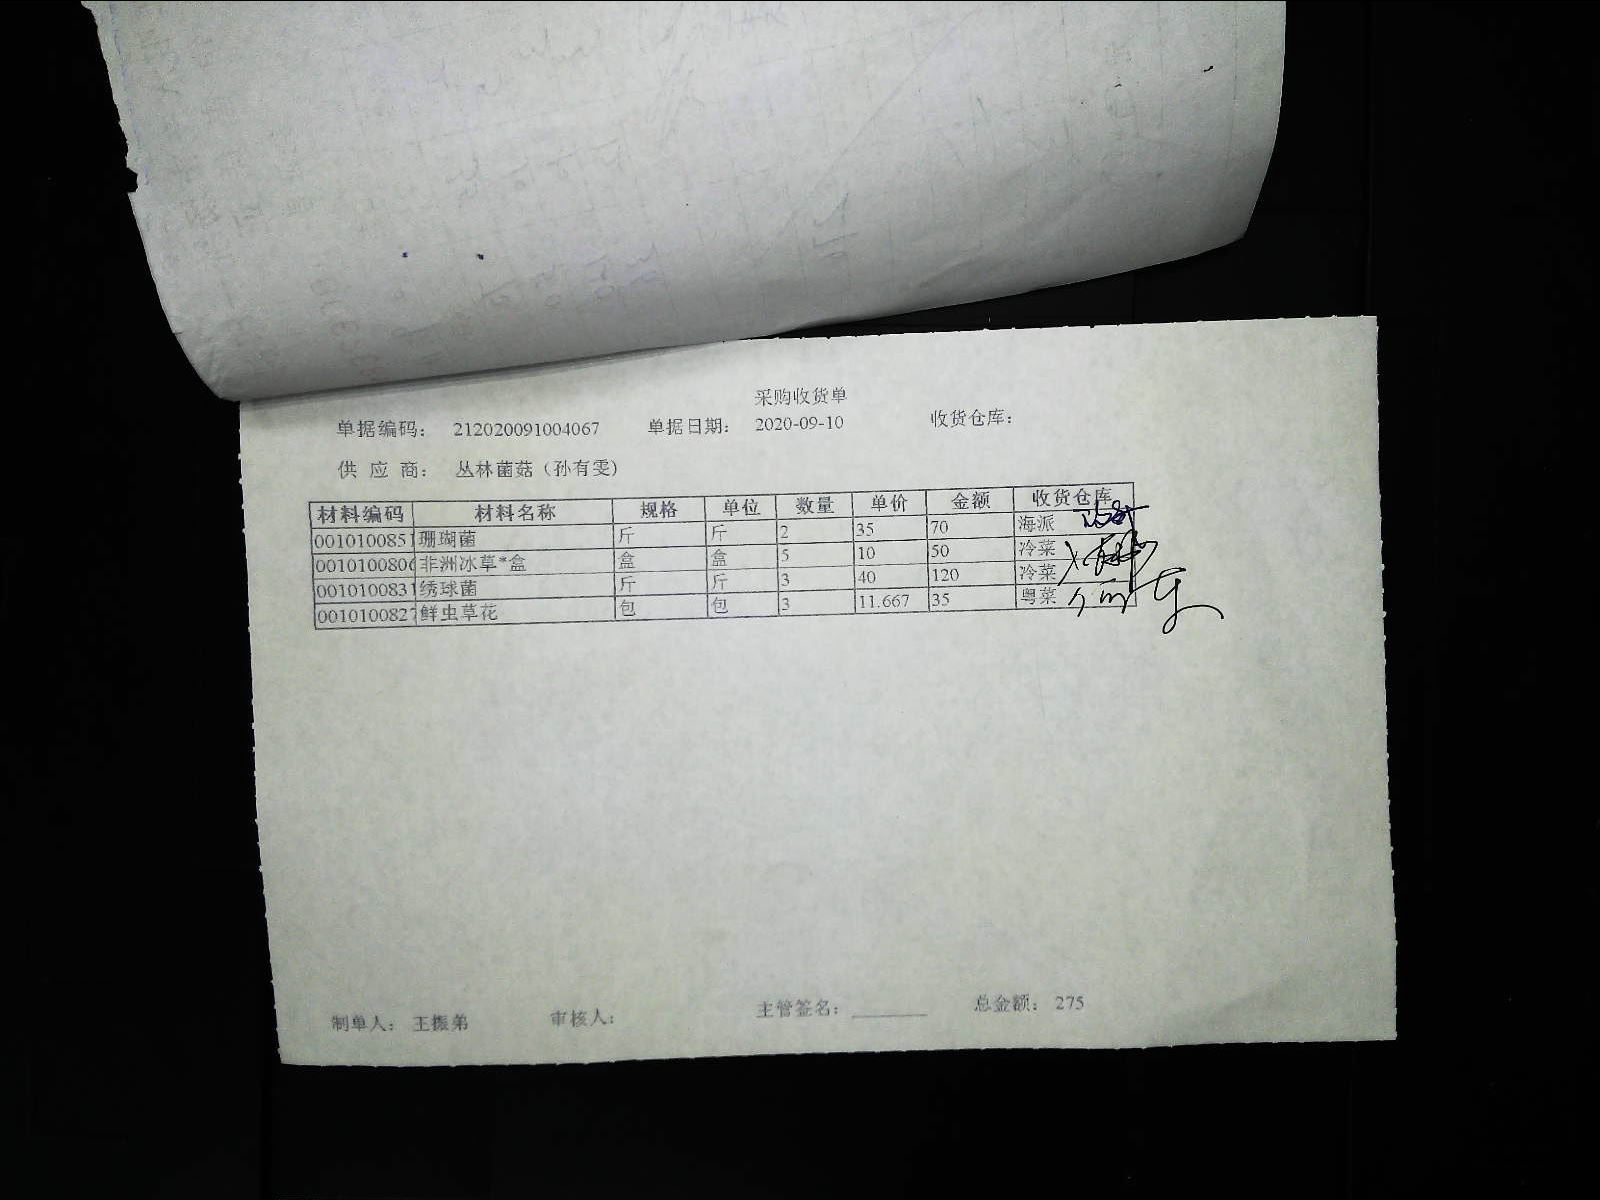 采购收货单
单据编码： 212020091004067 单据日期： 2020-09-10 收货仓库：
供 应 商： 丛林菌菇（孙有雯）
材料编码 材料名称 规格 单位 数量 单价 金额 收货仓库
0010100851 珊瑚菌 斤 斤 2 35 70 海派
001010080 非洲冰草*盒 盒 盒 5 10 50 冷菜
0010100831 绣球菌 斤 斤 3 40 120 冷菜
0010100827 鲜虫草花 包 包 3 11.667 35 粤菜
制单人： 王振弟 审核人： 主管签名： 总金额： 275